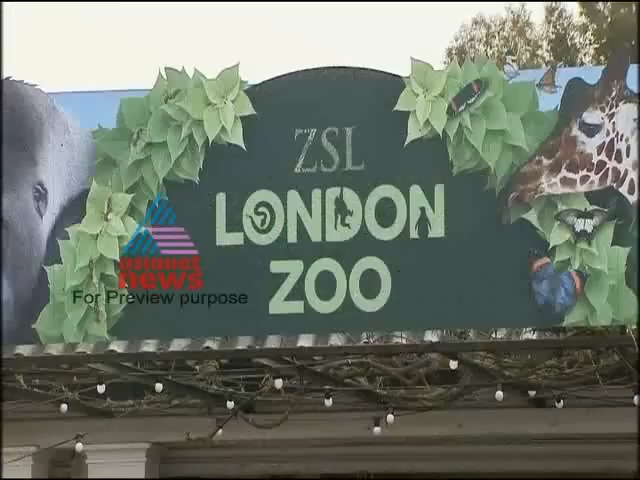 ZSL
LONDON
ZOO
asianet
news
For Preview purpose